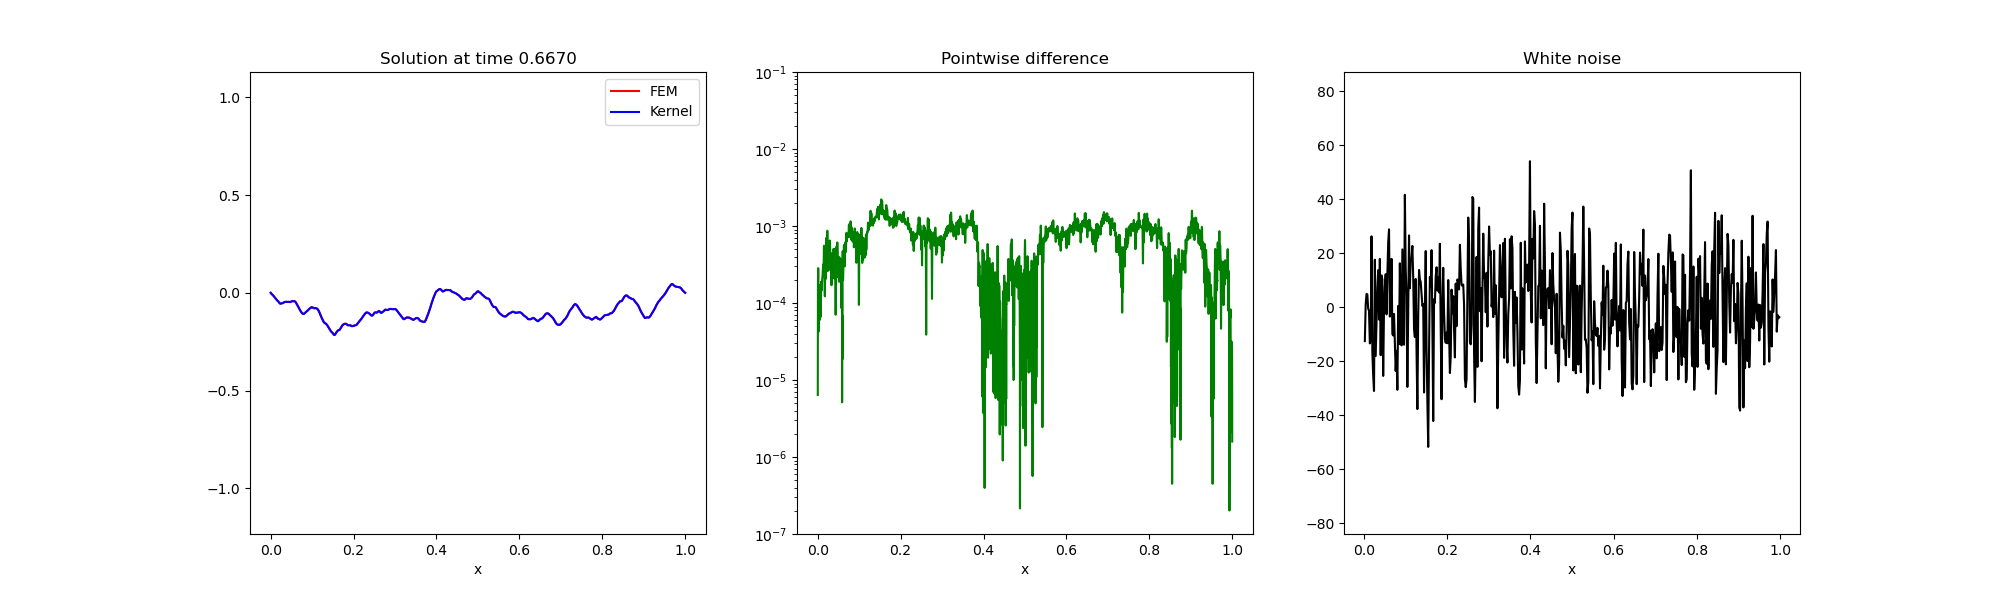 Solution at time 0.6670
1.0
0.5
0.0
−0.5
−1.0
FEM
Kernel
0.0 0.2 0.4 0.6 0.8 1.0
x
Pointwise difference
10⁻¹
10⁻²
10⁻³
10⁻⁴
10⁻⁵
10⁻⁶
10⁻⁷
0.0 0.2 0.4 0.6 0.8 1.0
x
White noise
80
60
40
20
0
−20
−40
−60
−80
0.0 0.2 0.4 0.6 0.8 1.0
x